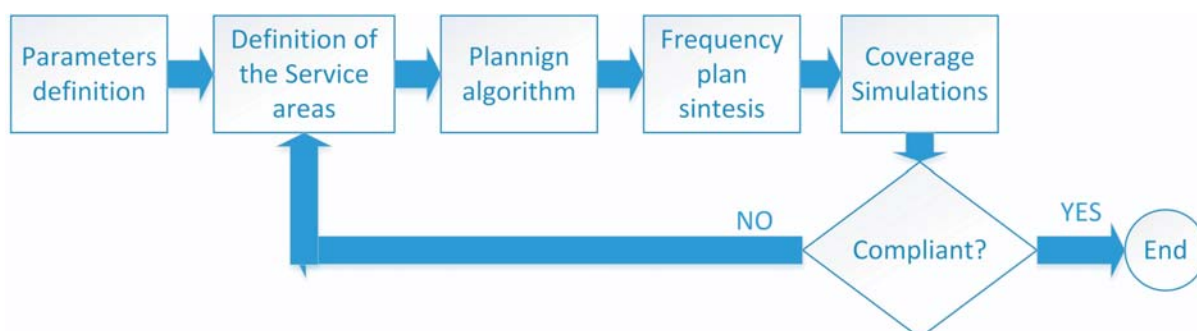 Parameters
definition
Definition of
the Service
areas
Plannign
algorithm
Frequency
plan
sintesis
Coverage
Simulations
Compliant?
NO
YES
End